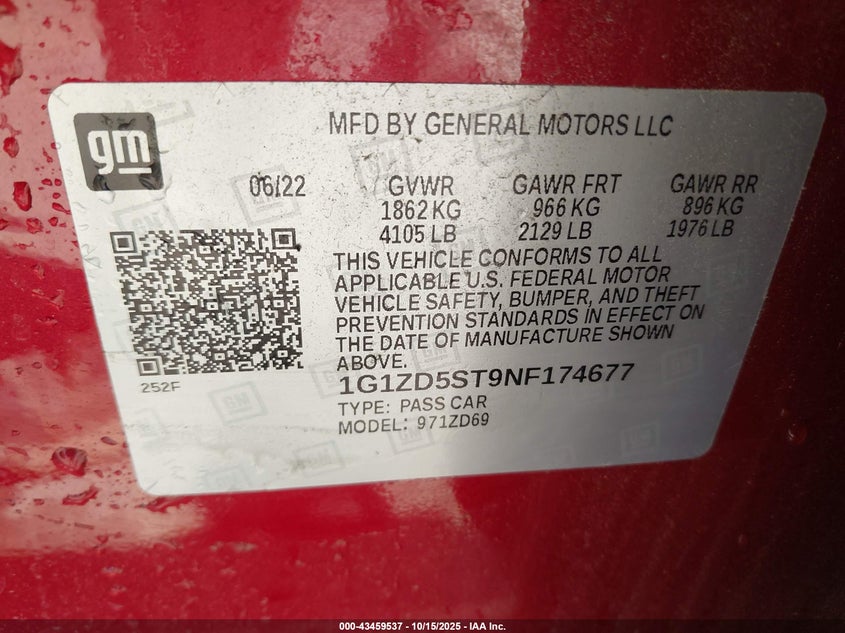 gm
MFD BY GENERAL MOTORS LLC
06/22 GVWR GAWR FRT GAWR RR
1862 KG 966 KG 896 KG
4105 LB 2129 LB 1976 LB
THIS VEHICLE CONFORMS TO ALL
APPLICABLE U.S. FEDERAL MOTOR
VEHICLE SAFETY, BUMPER, AND THEFT
PREVENTION STANDARDS IN EFFECT ON
THE DATE OF MANUFACTURE SHOWN
ABOVE.
252F
1G1ZD5ST9NF174677
TYPE: PASS CAR
MODEL: 971ZD69
000-43459537 - 10/15/2025 - IAA Inc.